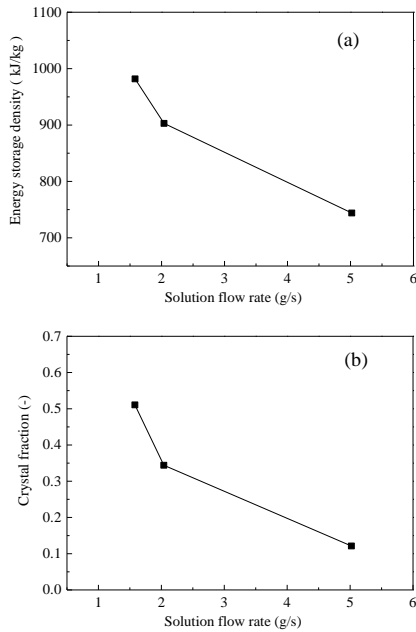 (a)
Energy storage density ( kJ/kg )
1100
1000
900
800
700
1 2 3 4 5 6
Solution flow rate (g/s)
(b)
Crystal fraction (-)
0.7
0.6
0.5
0.4
0.3
0.2
0.1
0.0
1 2 3 4 5 6
Solution flow rate (g/s)